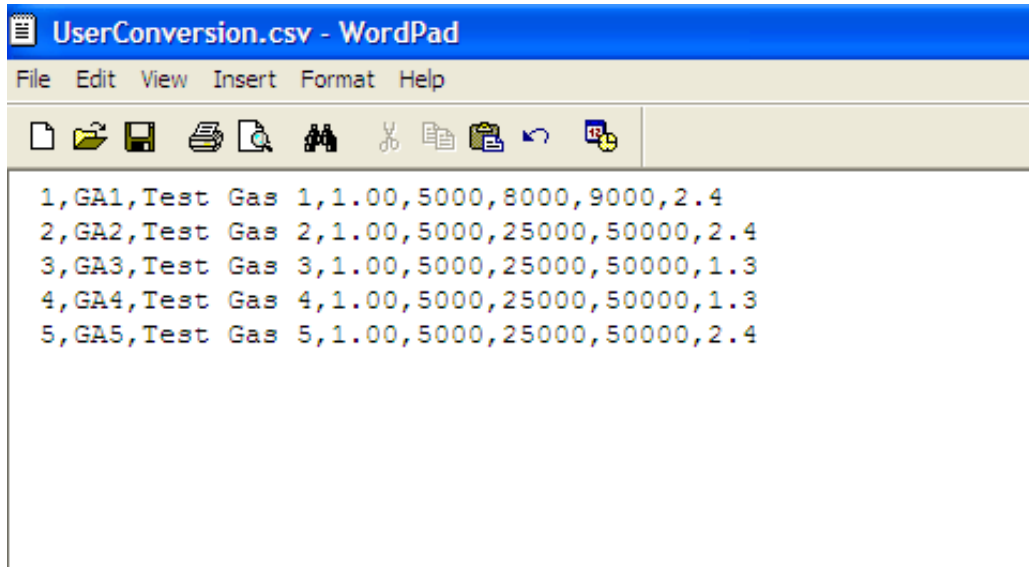 UserConversion.csv - WordPad
File Edit View Insert Format Help
12
1,GA1,Test Gas 1,1.00,5000,8000,9000,2.4
2,GA2,Test Gas 2,1.00,5000,25000,50000,2.4
3,GA3,Test Gas 3,1.00,5000,25000,50000,1.3
4,GA4,Test Gas 4,1.00,5000,25000,50000,1.3
5,GA5,Test Gas 5,1.00,5000,25000,50000,2.4